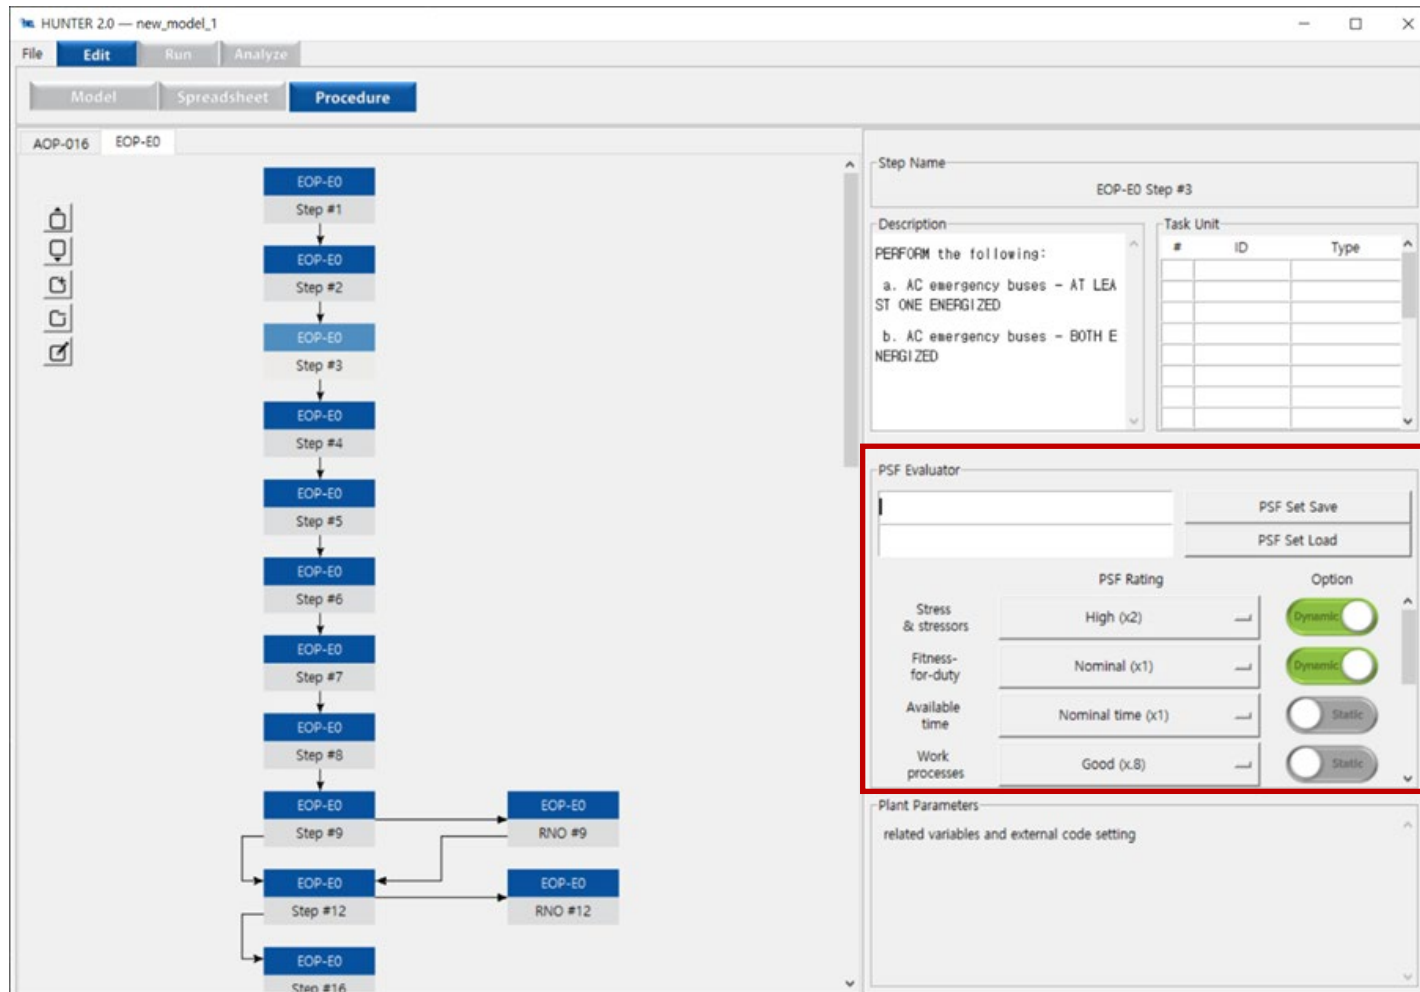 HUNTER 2.0 — new_model_1
File Edit Run Analyze
Model Spreadsheet Procedure
AOP-016 EOP-E0
EOP-E0
Step #1
EOP-E0
Step #2
EOP-E0
Step #3
EOP-E0
Step #4
EOP-E0
Step #5
EOP-E0
Step #6
EOP-E0
Step #7
EOP-E0
Step #8
EOP-E0
Step #9
EOP-E0
RNO #9
EOP-E0
Step #12
EOP-E0
RNO #12
EOP-E0
Step #16
Step Name
EOP-E0 Step #3
Description
PERFORM the following:
a. AC emergency buses - AT LEA
ST ONE ENERGIZED
b. AC emergency buses - BOTH E
NERGIZED
Task Unit
# ID Type
PSF Evaluator
PSF Set Save
PSF Set Load
PSF Rating Option
Stress
& stressors
High (x2)
Dynamic
Fitness-
for-duty
Nominal (x1)
Dynamic
Available
time
Nominal time (x1)
Static
Work
processes
Good (x.8)
Static
Plant Parameters
related variables and external code setting